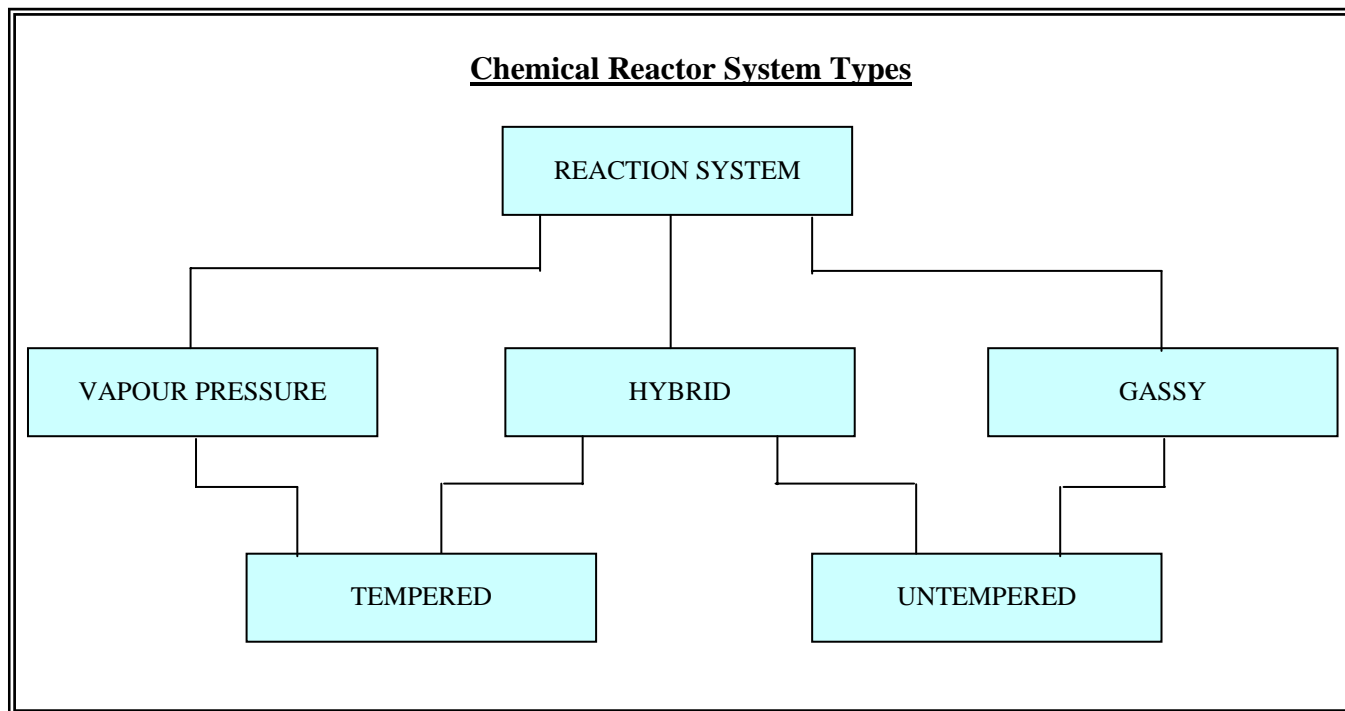 Chemical Reactor System Types
REACTION SYSTEM
VAPOUR PRESSURE
HYBRID
GASSY
TEMPERED
UNTEMPERED